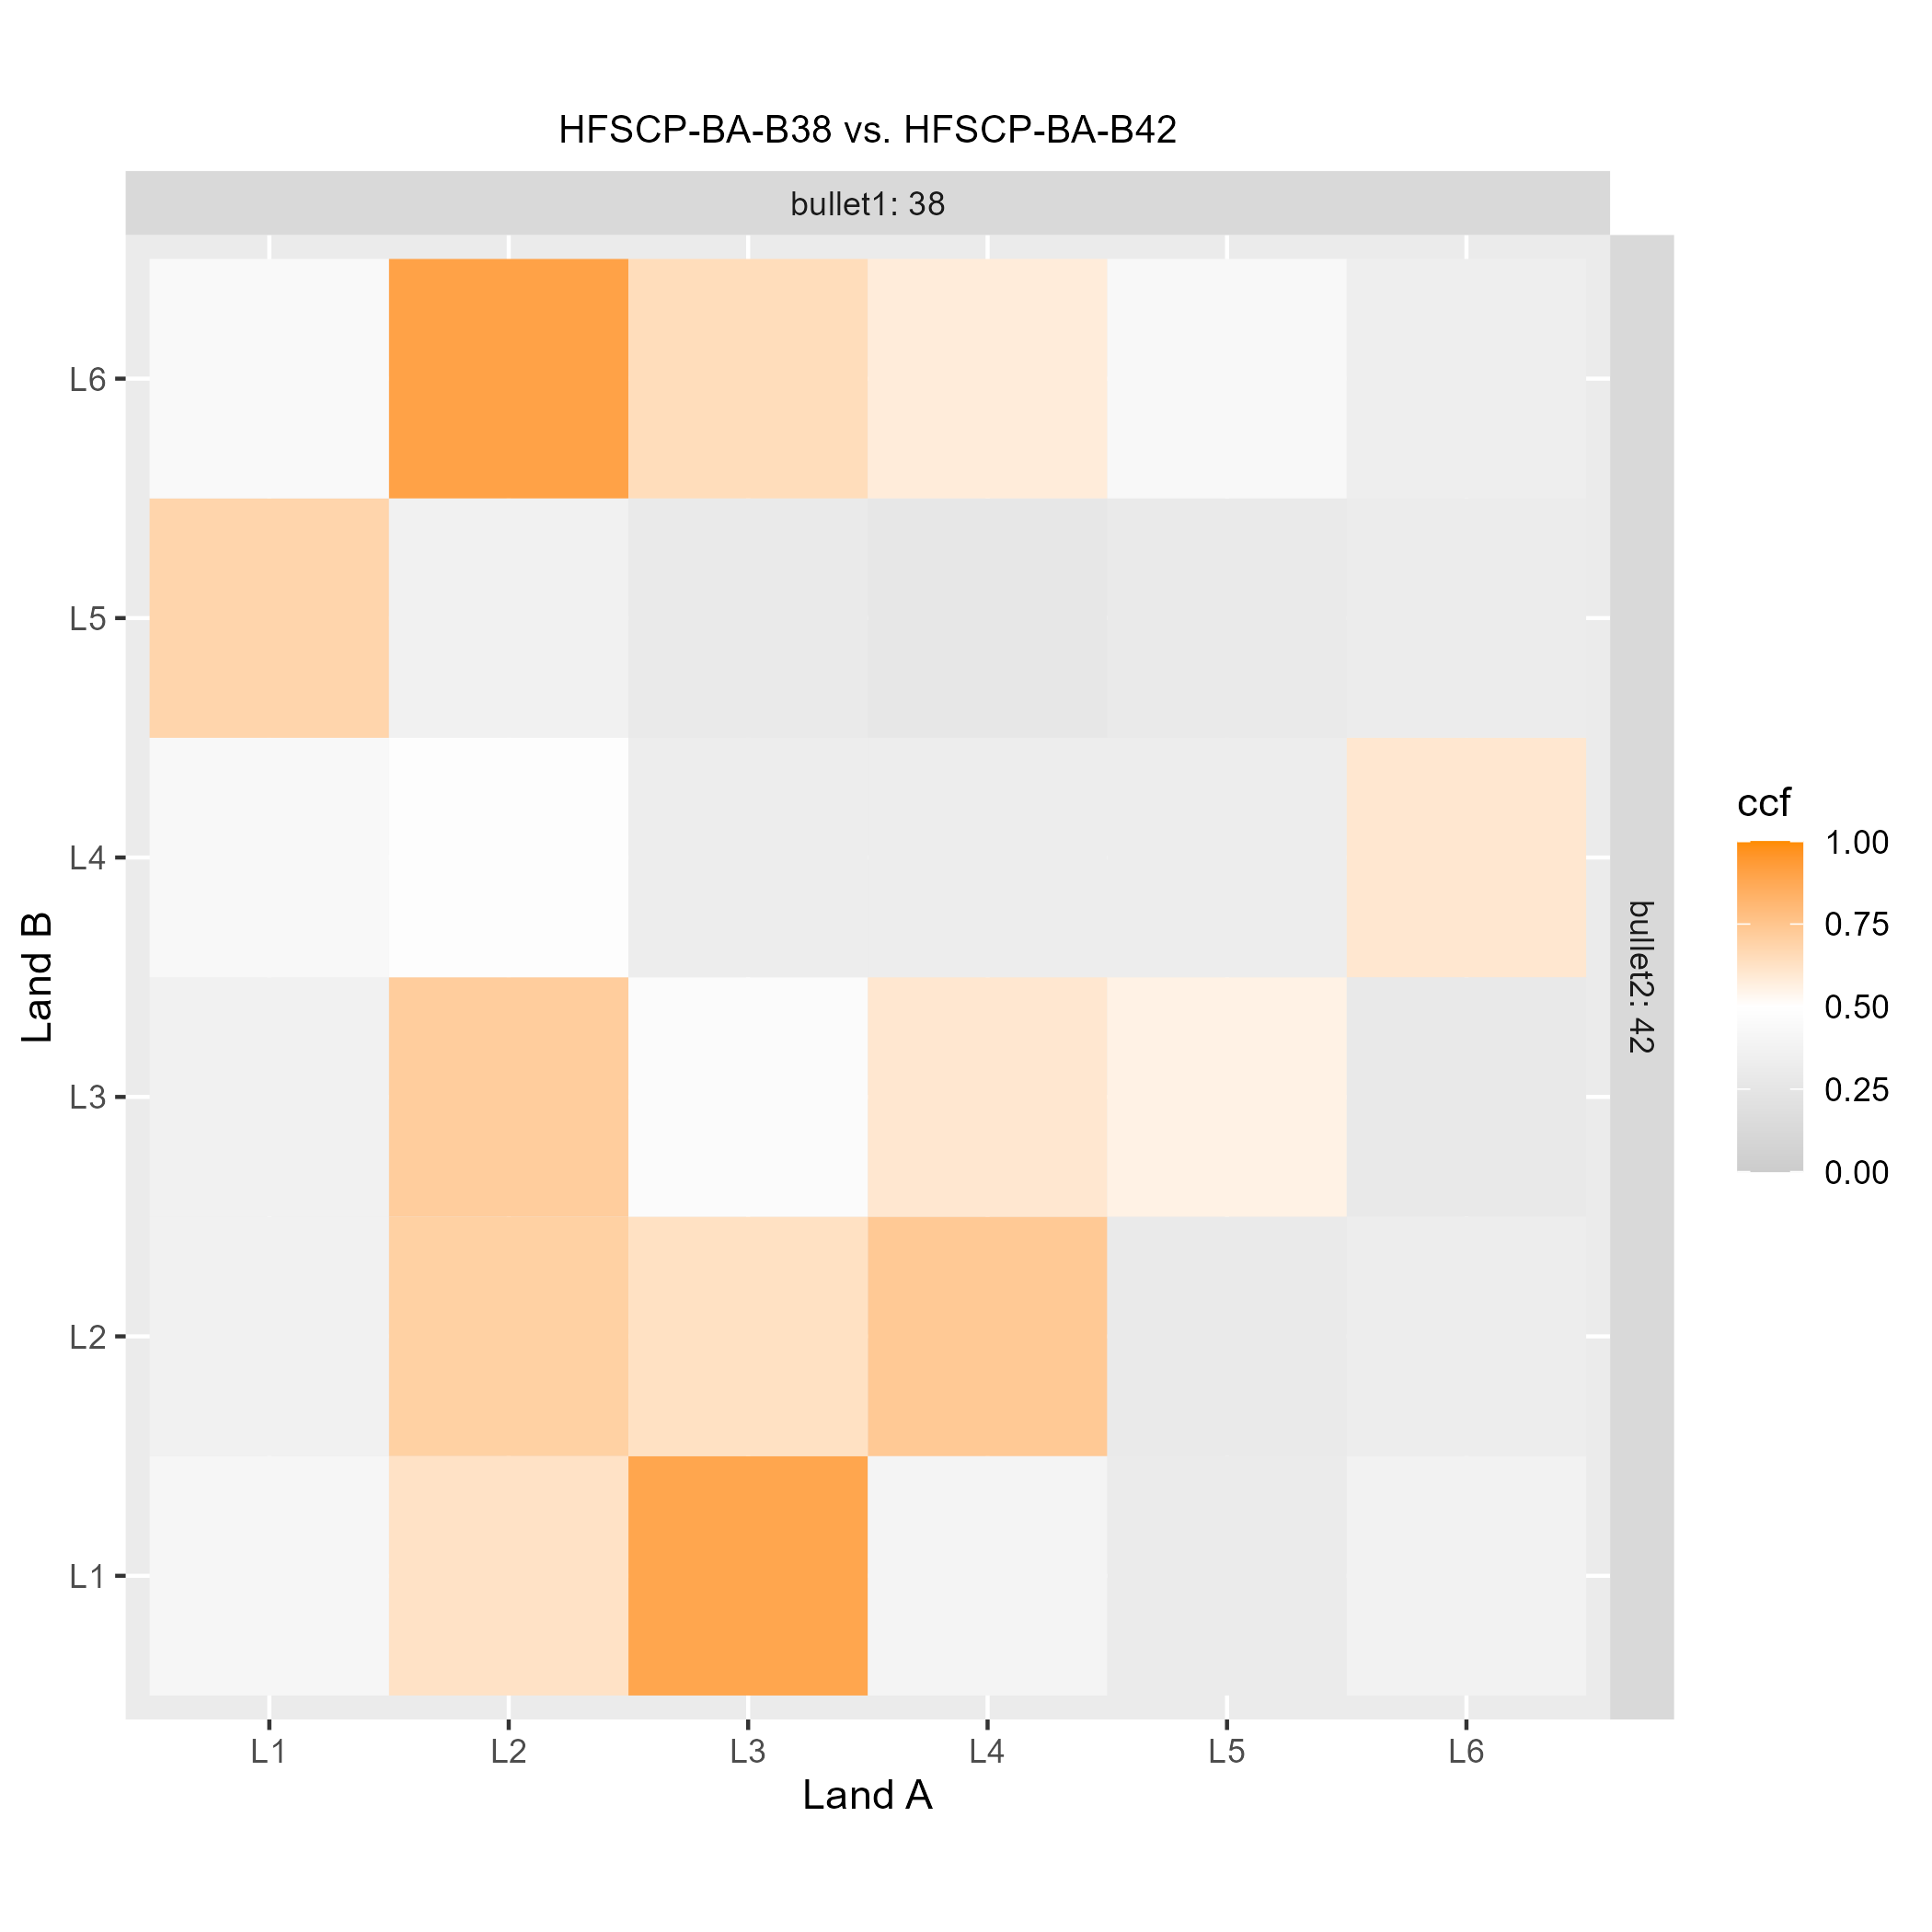 HFSCP-BA-B38 vs. HFSCP-BA-B42
bullet1: 38
L6
L5
L4
L3
L2
L1
Land B
bullet2: 42
L1 L2 L3 L4 L5 L6
Land A
ccf
1.00
0.75
0.50
0.25
0.00